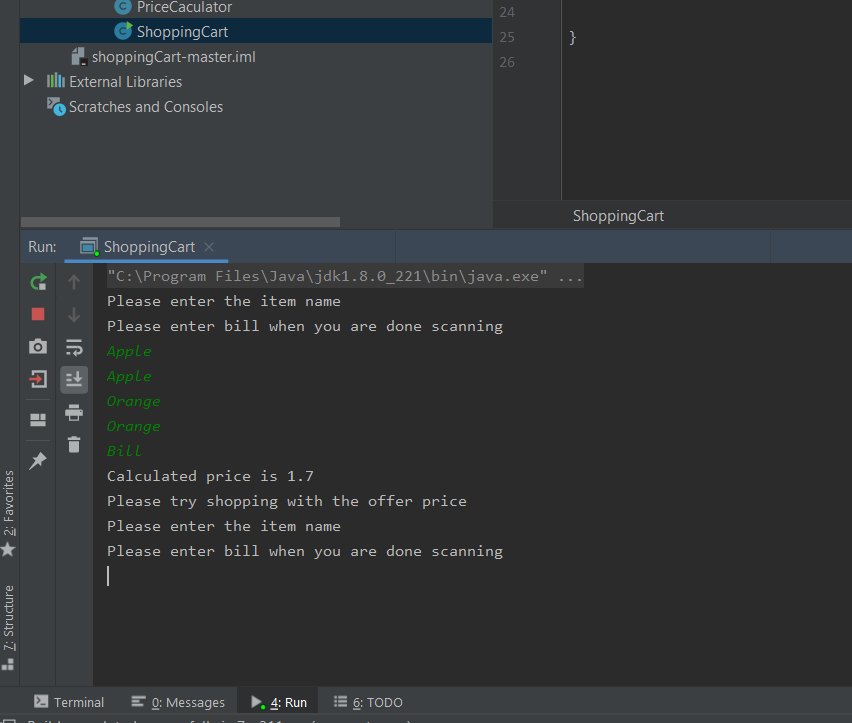 PriceCaculator
ShoppingCart
shoppingCart-master.iml
External Libraries
Scratches and Consoles
24
25 }
26
ShoppingCart
Run: ShoppingCart
"C:\Program Files\Java\jdk1.8.0_221\bin\java.exe" ...
Please enter the item name
Please enter bill when you are done scanning
Apple
Apple
Orange
Orange
Bill
Calculated price is 1.7
Please try shopping with the offer price
Please enter the item name
Please enter bill when you are done scanning
2: Favorites
7: Structure
Terminal 0: Messages 4: Run 6: TODO